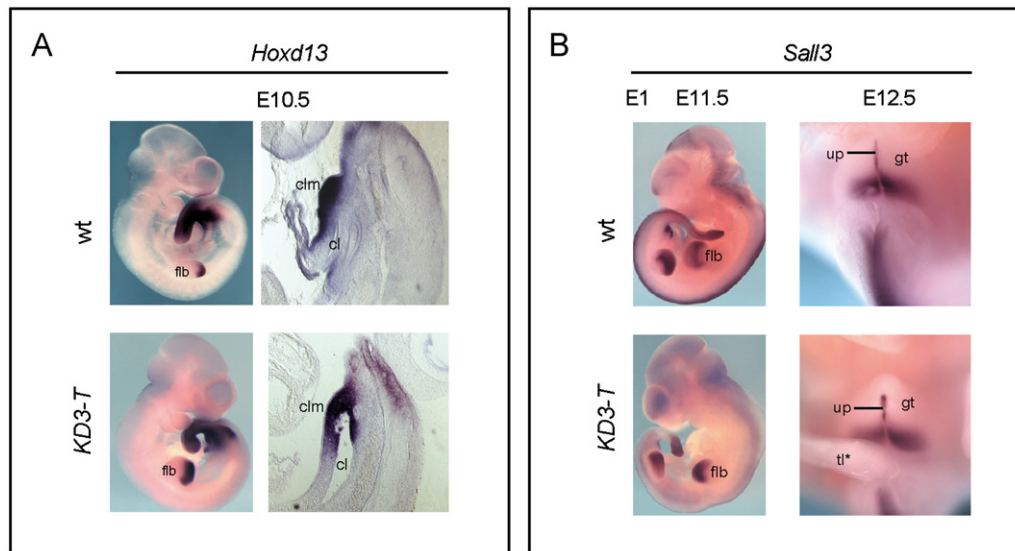 A
Hoxd13
E10.5
wt
clm
cl
flb
KD3-T
clm
cl
flb
B
Sall3
E1 E11.5 E12.5
wt
flb
up
gt
KD3-T
flb
up
gt
tl*